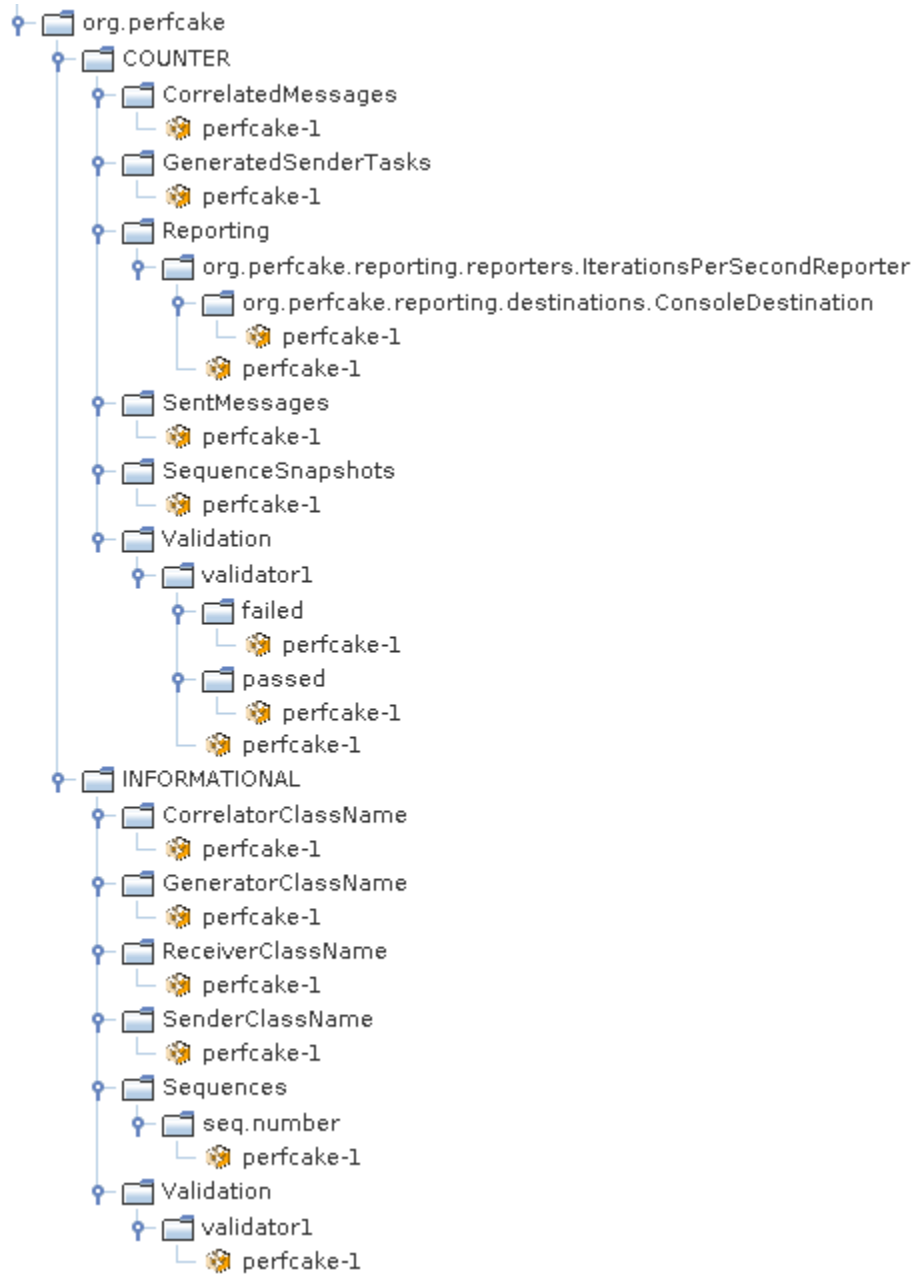 org.perfcake
COUNTER
CorrelatedMessages
perfcake-1
GeneratedSenderTasks
perfcake-1
Reporting
org.perfcake.reporting.reporters.IterationsPerSecondReporter
org.perfcake.reporting.destinations.ConsoleDestination
perfcake-1
perfcake-1
SentMessages
perfcake-1
SequenceSnapshots
perfcake-1
Validation
validator1
failed
perfcake-1
passed
perfcake-1
perfcake-1
INFORMATIONAL
CorrelatorClassName
perfcake-1
GeneratorClassName
perfcake-1
ReceiverClassName
perfcake-1
SenderClassName
perfcake-1
Sequences
seq.number
perfcake-1
Validation
validator1
perfcake-1